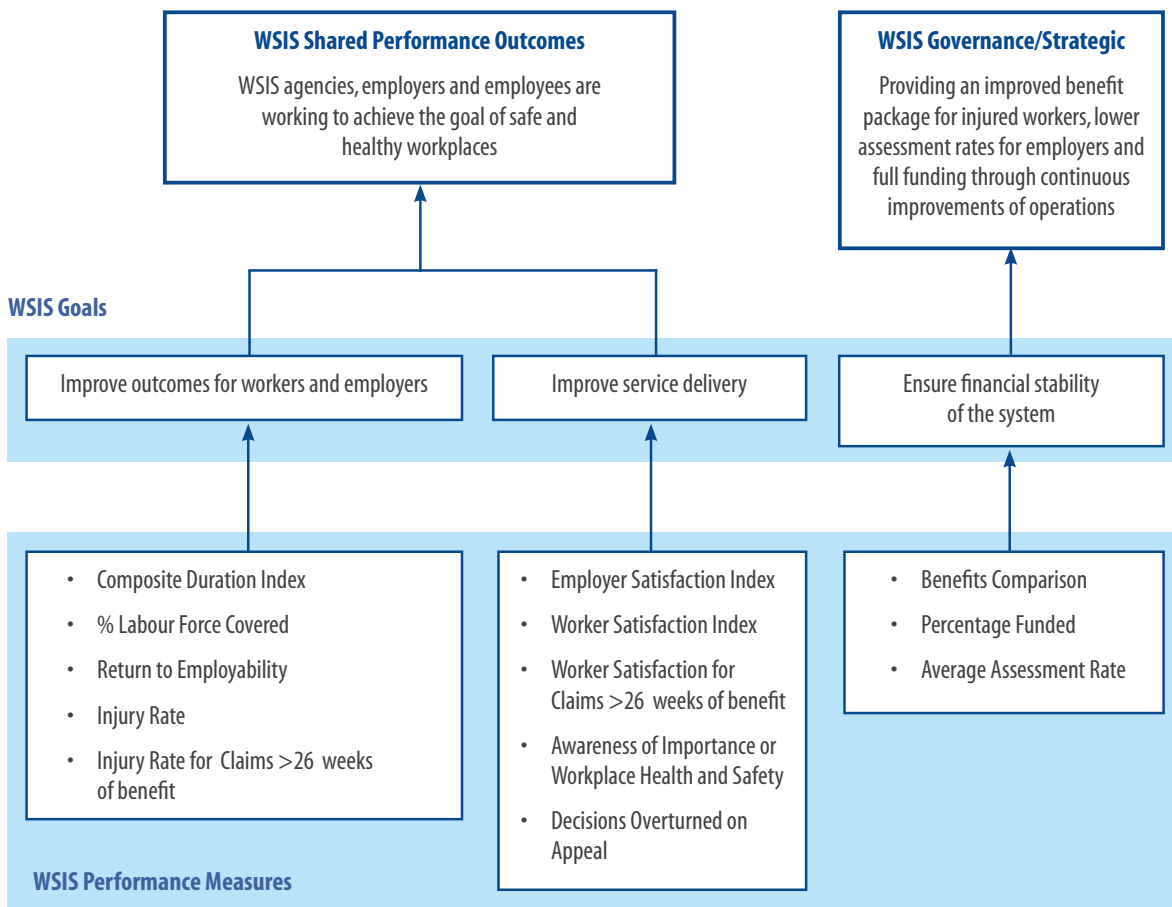 WSIS Shared Performance Outcomes
WSIS agencies, employers and employees are
working to achieve the goal of safe and
healthy workplaces
WSIS Governance/Strategic
Providing an improved benefit
package for injured workers, lower
assessment rates for employers and
full funding through continuous
improvements of operations
WSIS Goals
Improve outcomes for workers and employers
Improve service delivery
Ensure financial stability
of the system
• Composite Duration Index
• % Labour Force Covered
• Return to Employability
• Injury Rate
• Injury Rate for Claims >26 weeks
of benefit
• Employer Satisfaction Index
• Worker Satisfaction Index
• Worker Satisfaction for
Claims >26 weeks of benefit
• Awareness of Importance or
Workplace Health and Safety
• Decisions Overturned on
Appeal
• Benefits Comparison
• Percentage Funded
• Average Assessment Rate
WSIS Performance Measures